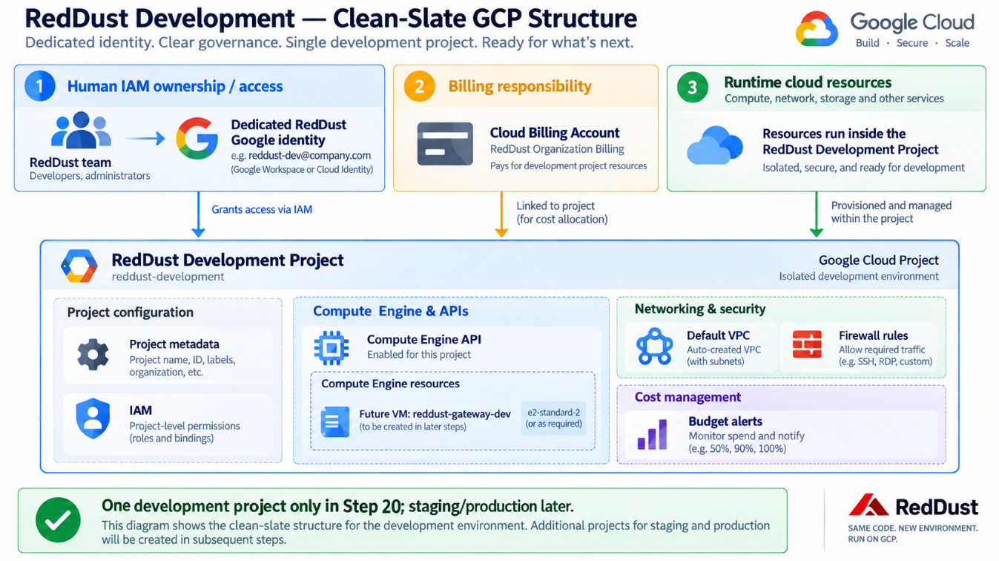 RedDust Development — Clean-Slate GCP Structure
Dedicated identity. Clear governance. Single development project. Ready for what's next.
Google Cloud
Build · Secure · Scale
1
Human IAM ownership / access
RedDust team
Developers, administrators
Dedicated RedDust
Google identity
e.g. reddust-dev@company.com
(Google Workspace or Cloud Identity)
2
Billing responsibility
Cloud Billing Account
RedDust Organization Billing
Pays for development project resources
3
Runtime cloud resources
Compute, network, storage and other services
Resources run inside the
RedDust Development Project
Isolated, secure, and ready for development
Grants access via IAM
Linked to project
(for cost allocation)
Provisioned and managed
within the project
RedDust Development Project
reddust-development
Google Cloud Project
Isolated development environment
Project configuration
Project metadata
Project name, ID, labels,
organization, etc.
IAM
Project-level permissions
(roles and bindings)
Compute Engine & APIs
Compute Engine API
Enabled for this project
Compute Engine resources
Future VM: reddust-gateway-dev
(to be created in later steps)
e2-standard-2
(or as required)
Networking & security
Default VPC
Auto-created VPC
(with subnets)
Firewall rules
Allow required traffic
(e.g. SSH, RDP, custom)
Cost management
Budget alerts
Monitor spend and notify
(e.g. 50%, 90%, 100%)
One development project only in Step 20; staging/production later.
This diagram shows the clean-slate structure for the development environment. Additional projects for staging and production
will be created in subsequent steps.
RedDust
SAME CODE. NEW ENVIRONMENT.
RUN ON GCP.